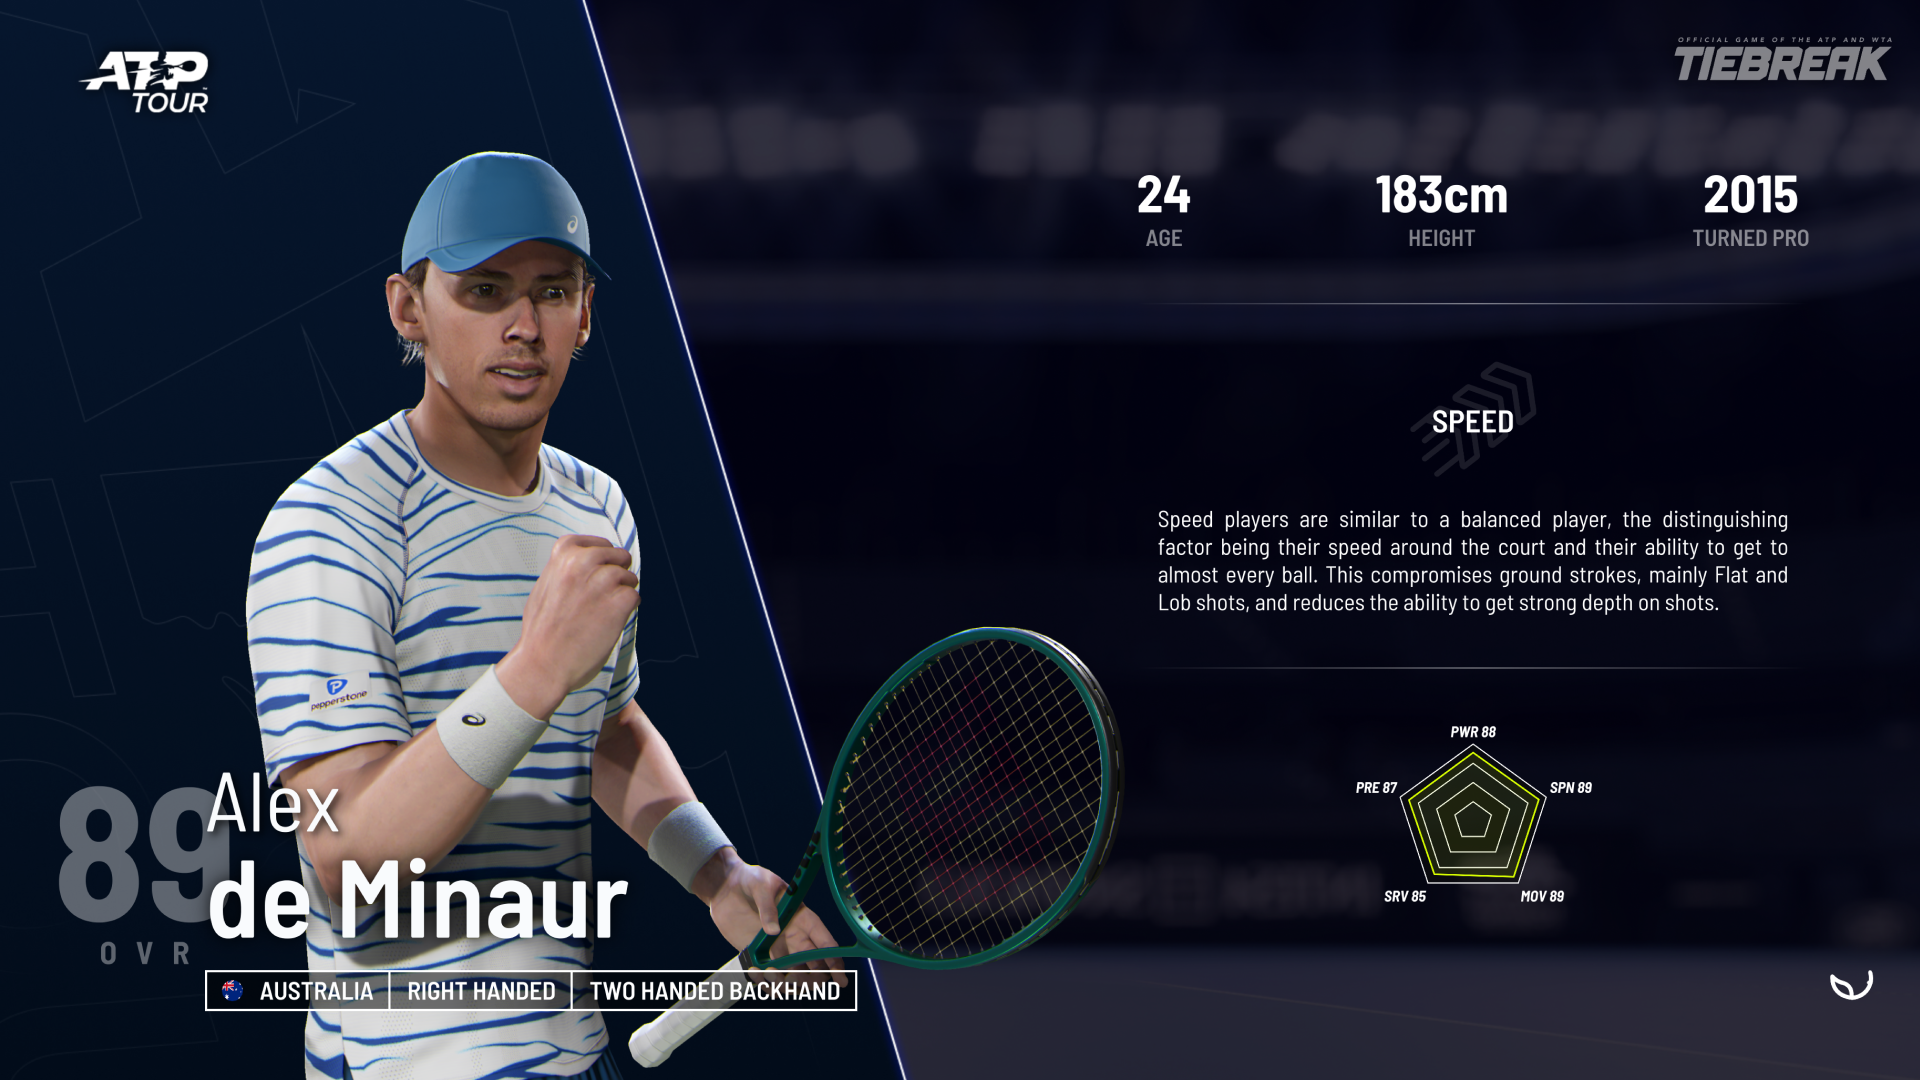 ATP
TOUR
OFFICIAL GAME OF THE ATP AND WTA
TIEBREAK
24
AGE
183cm
HEIGHT
2015
TURNED PRO
SPEED
Speed players are similar to a balanced player, the distinguishing
factor being their speed around the court and their ability to get to
almost every ball. This compromises ground strokes, mainly Flat and
Lob shots, and reduces the ability to get strong depth on shots.
PWR 88
PRE 87
SPN 89
SRV 85
MOV 89
pepperstone
89
OVR
Alex
de Minaur
AUSTRALIA
RIGHT HANDED
TWO HANDED BACKHAND